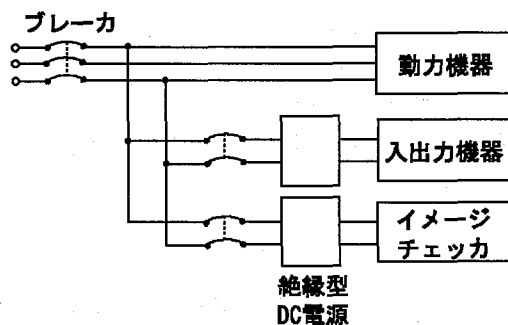 ブレーカ
動力機器
入出力機器
イメージ
チェッカ
絶縁型
DC電源